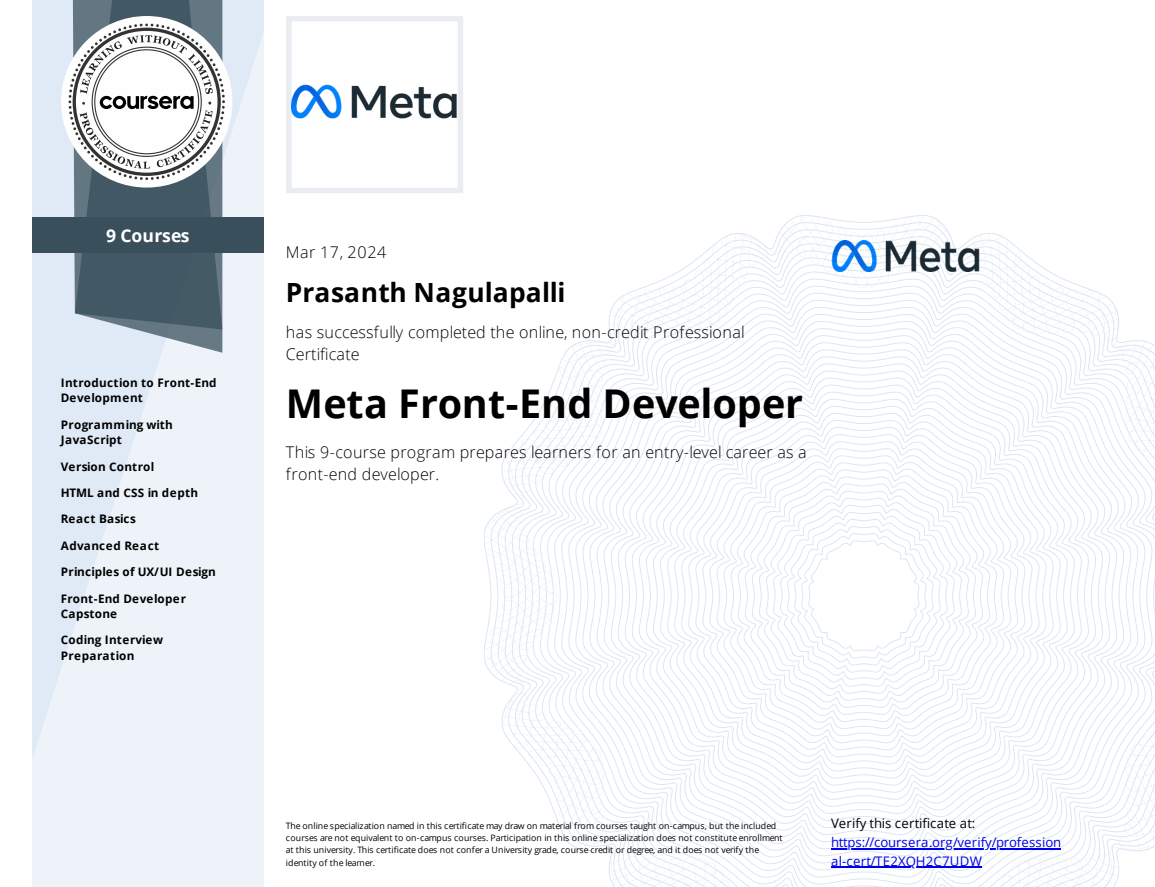 LEARNING WITHOUT LIMITS
coursera
PROFESSIONAL CERTIFICATE
9 Courses
Introduction to Front-End
Development
Programming with
JavaScript
Version Control
HTML and CSS in depth
React Basics
Advanced React
Principles of UX/UI Design
Front-End Developer
Capstone
Coding Interview
Preparation
Meta
Mar 17, 2024
Prasanth Nagulapalli
has successfully completed the online, non-credit Professional
Certificate
Meta Front-End Developer
This 9-course program prepares learners for an entry-level career as a
front-end developer.
Meta
The online specialization named in this certificate may draw on material from courses taught on-campus, but the included
courses are not equivalent to on-campus courses. Participation in this online specialization does not constitute enrollment
at this university. This certificate does not confer a University grade, course credit or degree, and it does not verify the
identity of the learner.
Verify this certificate at:
https://coursera.org/verify/profession
al-cert/TE2XQH2C7UDW